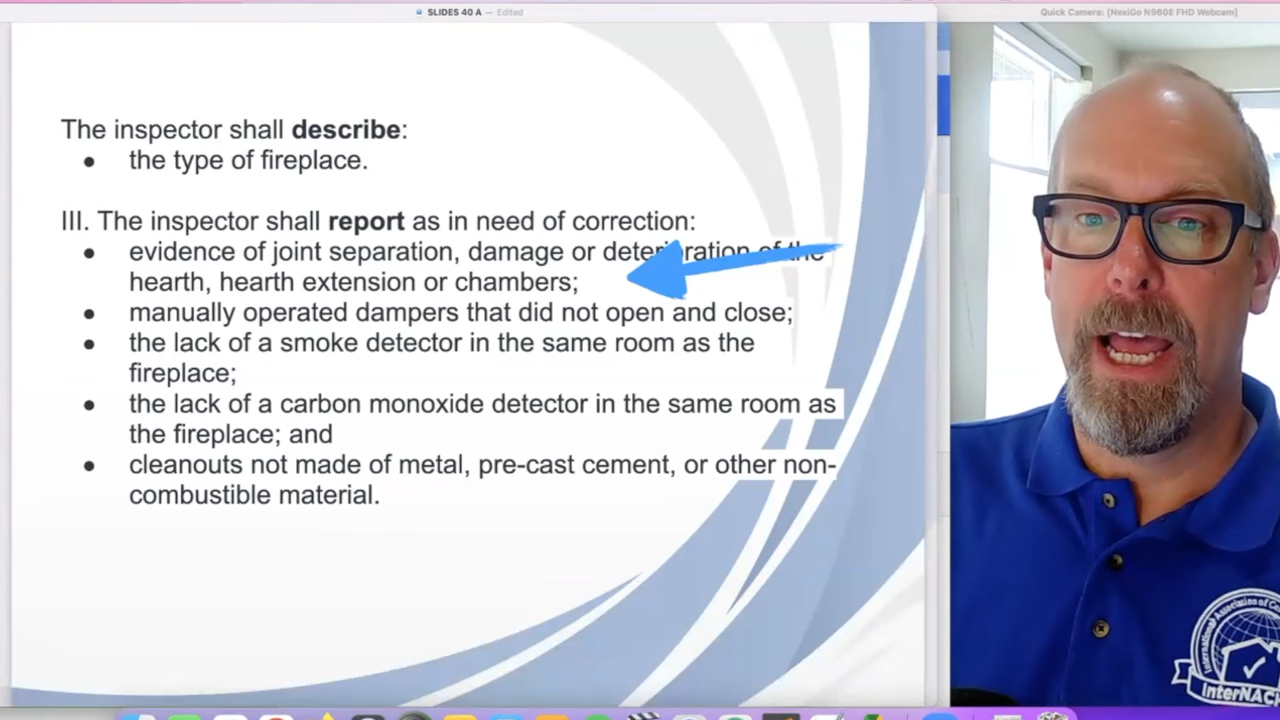 SLIDES 40 A — Edited
Quick Camera: [NexiGo N960E FHD Webcam]
The inspector shall describe:
• the type of fireplace.
III. The inspector shall report as in need of correction:
• evidence of joint separation, damage or deterioration of the
hearth, hearth extension or chambers;
• manually operated dampers that did not open and close;
• the lack of a smoke detector in the same room as the
fireplace;
• the lack of a carbon monoxide detector in the same room as
the fireplace; and
• cleanouts not made of metal, pre-cast cement, or other non-
combustible material.
International Association of
InterNAC